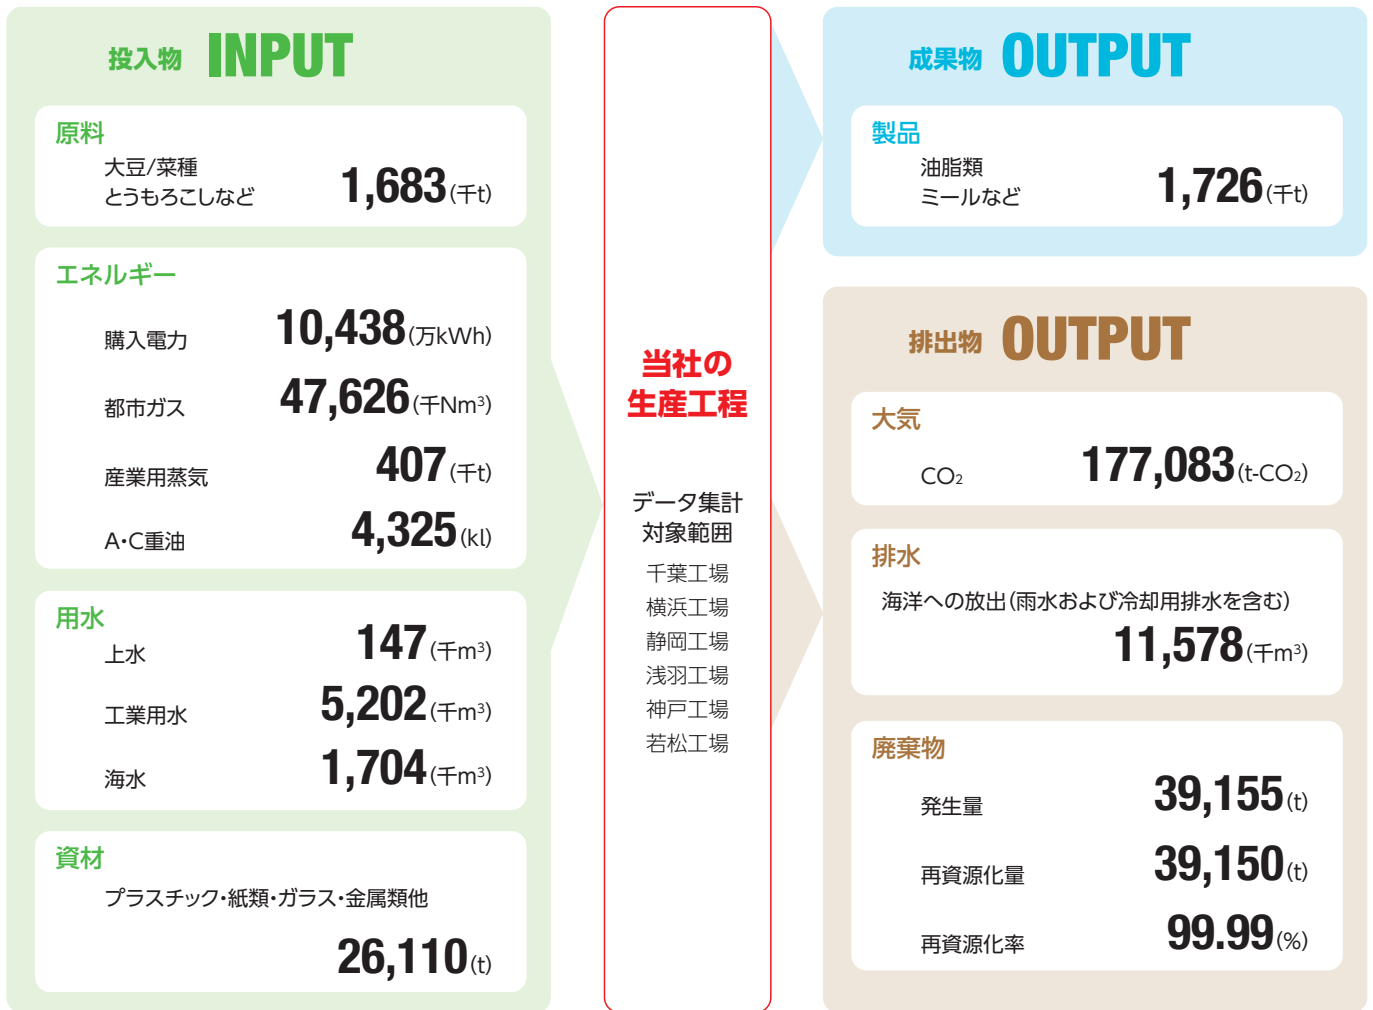 投入物 INPUT
原料
大豆/菜種
とうもろこしなど 1,683(千t)
エネルギー
購入電力 10,438(万kWh)
都市ガス 47,626(千Nm³)
産業用蒸気 407(千t)
A・C重油 4,325(kl)
用水
上水 147(千m³)
工業用水 5,202(千m³)
海水 1,704(千m³)
資材
プラスチック・紙類・ガラス・金属類他
26,110(t)
当社の
生産工程
データ集計
対象範囲
千葉工場
横浜工場
静岡工場
浅羽工場
神戸工場
若松工場
成果物 OUTPUT
製品
油脂類
ミールなど 1,726(千t)
排出物 OUTPUT
大気
CO₂ 177,083(t-CO₂)
排水
海洋への放出(雨水および冷却用排水を含む)
11,578(千m³)
廃棄物
発生量 39,155(t)
再資源化量 39,150(t)
再資源化率 99.99(%)